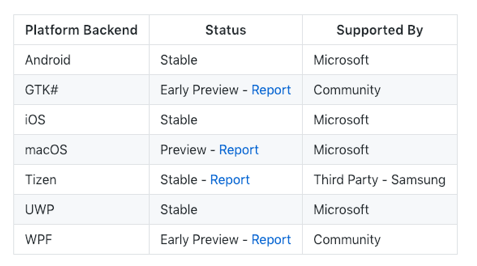 Platform Backend Status Supported By
Android Stable Microsoft
GTK# Early Preview - Report Community
iOS Stable Microsoft
macOS Preview - Report Microsoft
Tizen Stable - Report Third Party - Samsung
UWP Stable Microsoft
WPF Early Preview - Report Community